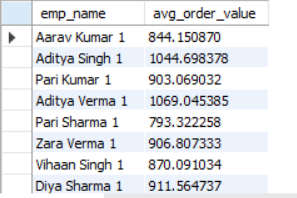 emp_name avg_order_value
Aarav Kumar 1 844.150870
Aditya Singh 1 1044.698378
Pari Kumar 1 903.069032
Aditya Verma 1 1069.045385
Pari Sharma 1 793.322258
Zara Verma 1 906.807333
Vihaan Singh 1 870.091034
Diya Sharma 1 911.564737